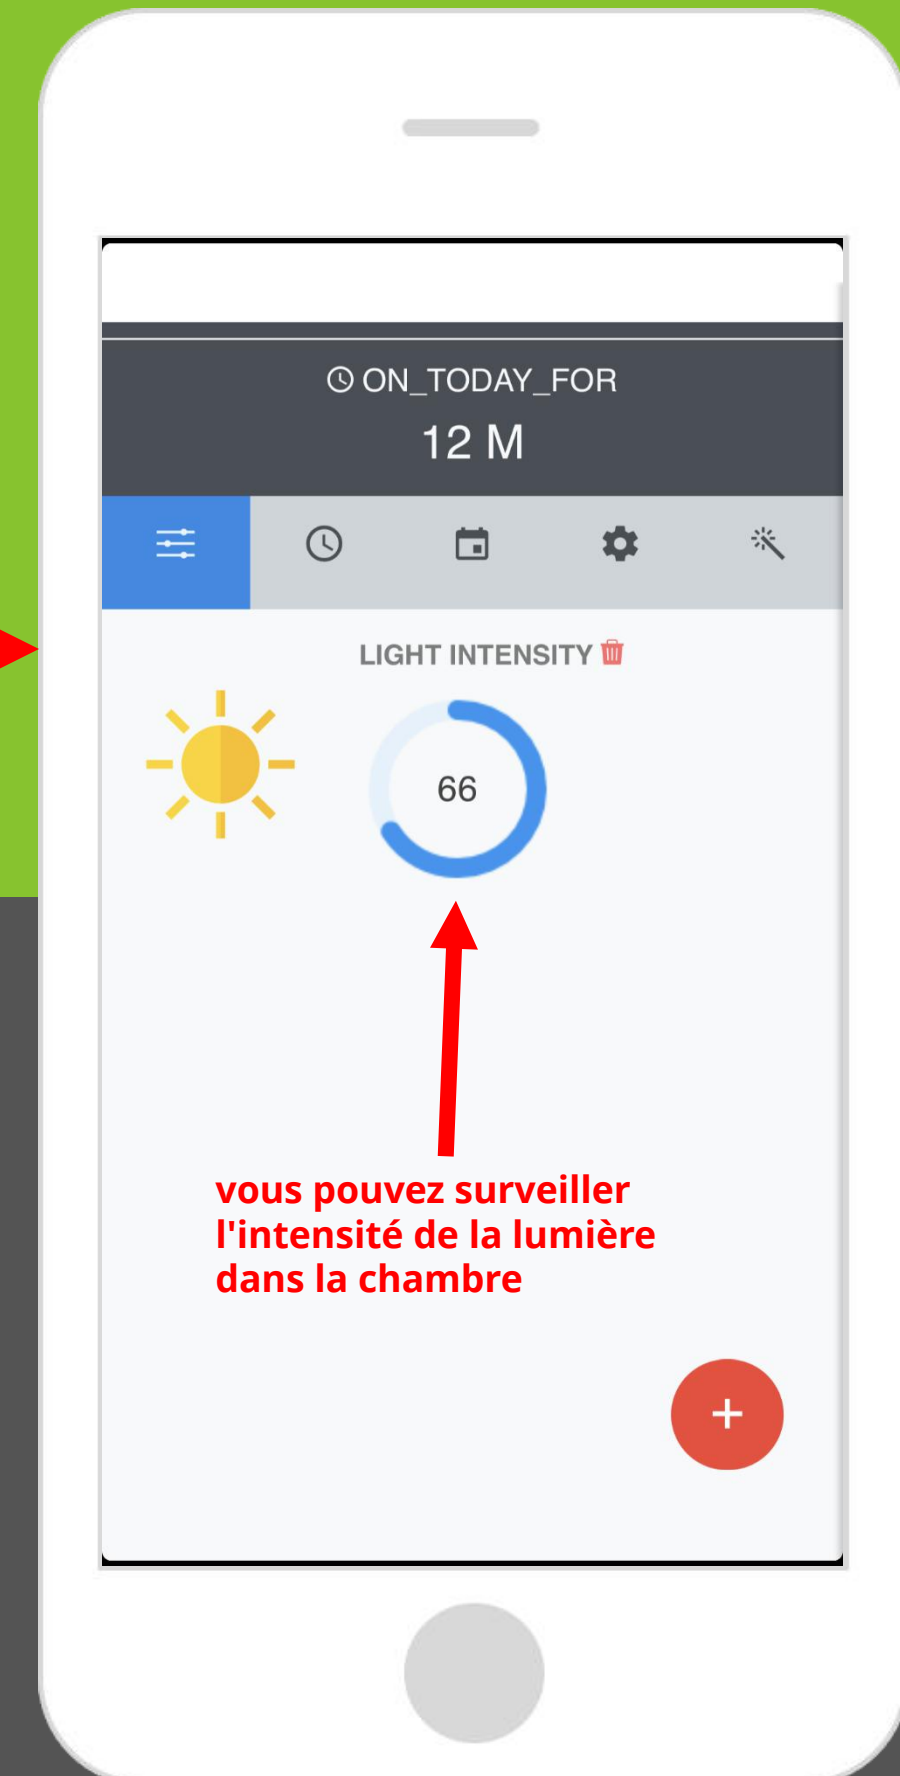 ON_TODAY_FOR
12 M
LIGHT INTENSITY
66
vous pouvez surveiller
l'intensité de la lumière
dans la chambre
+